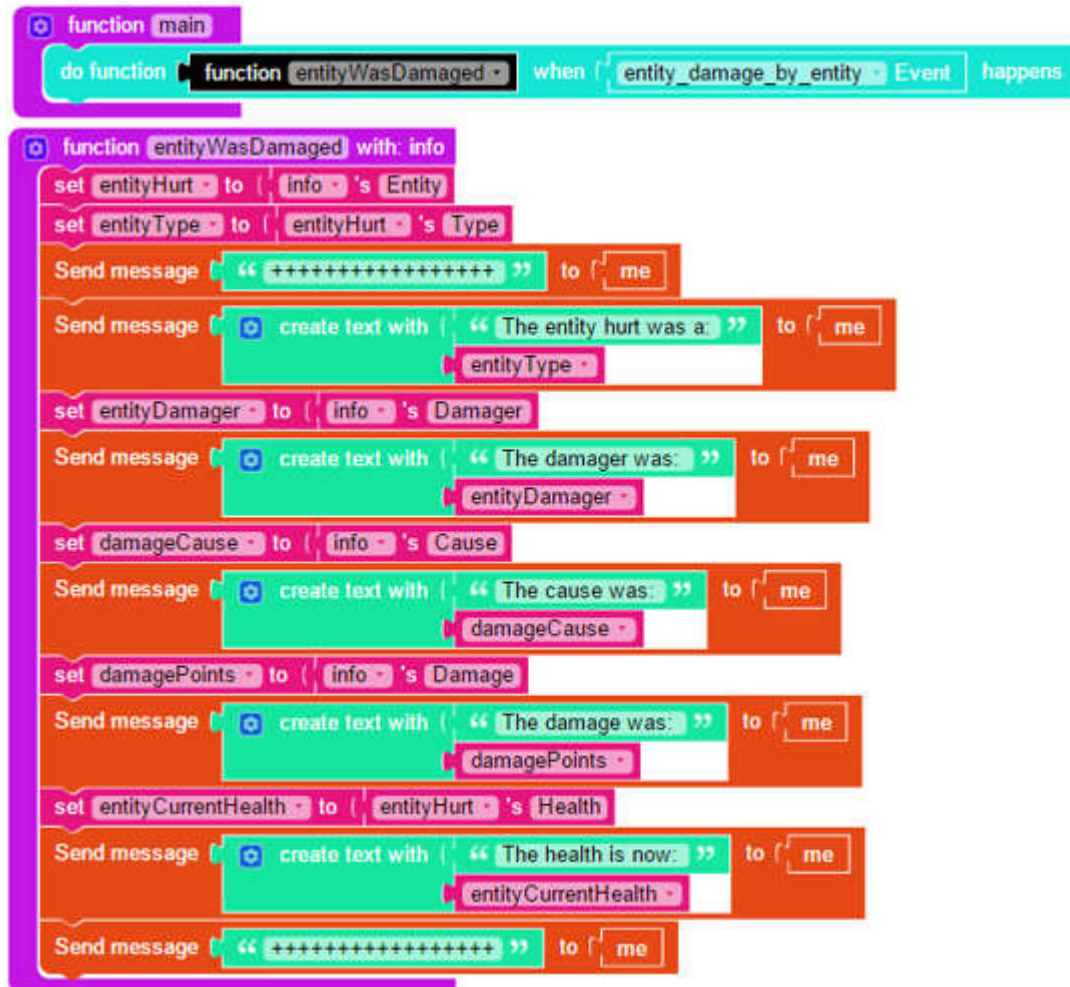 function main
do function function entityWasDamaged when entity_damage_by_entity Event happens
function entityWasDamaged with: info
set entityHurt to info 's Entity
set entityType to entityHurt 's Type
Send message “ +++++++++++++++++ ” to me
Send message create text with “ The entity hurt was a: ” to me
entityType
set entityDamager to info 's Damager
Send message create text with “ The damager was: ” to me
entityDamager
set damageCause to info 's Cause
Send message create text with “ The cause was: ” to me
damageCause
set damagePoints to info 's Damage
Send message create text with “ The damage was: ” to me
damagePoints
set entityCurrentHealth to entityHurt 's Health
Send message create text with “ The health is now: ” to me
entityCurrentHealth
Send message “ +++++++++++++++++ ” to me